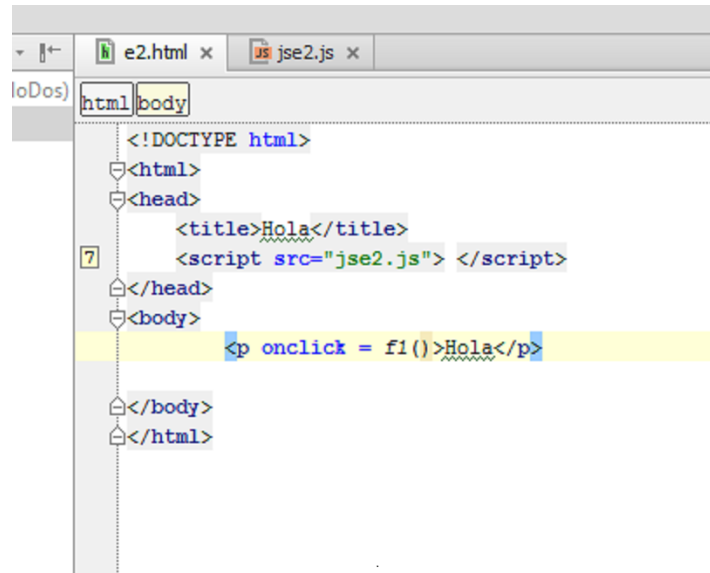 e2.html × JS jse2.js ×
loDos) html body
<!DOCTYPE html>
<html>
<head>
<title>Hola</title>
7 <script src="jse2.js"> </script>
</head>
<body>
<p onclick = f1()>Hola</p>
</body>
</html>